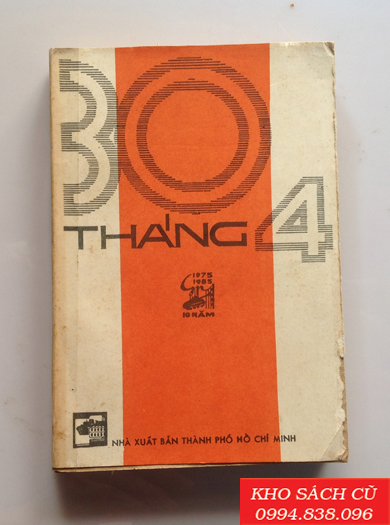 30
THÁNG 4
1975
1985
10 NĂM
NHÀ XUẤT BẢN THÀNH PHỐ HỒ CHÍ MINH
KHO SÁCH CŨ
0994.838.096